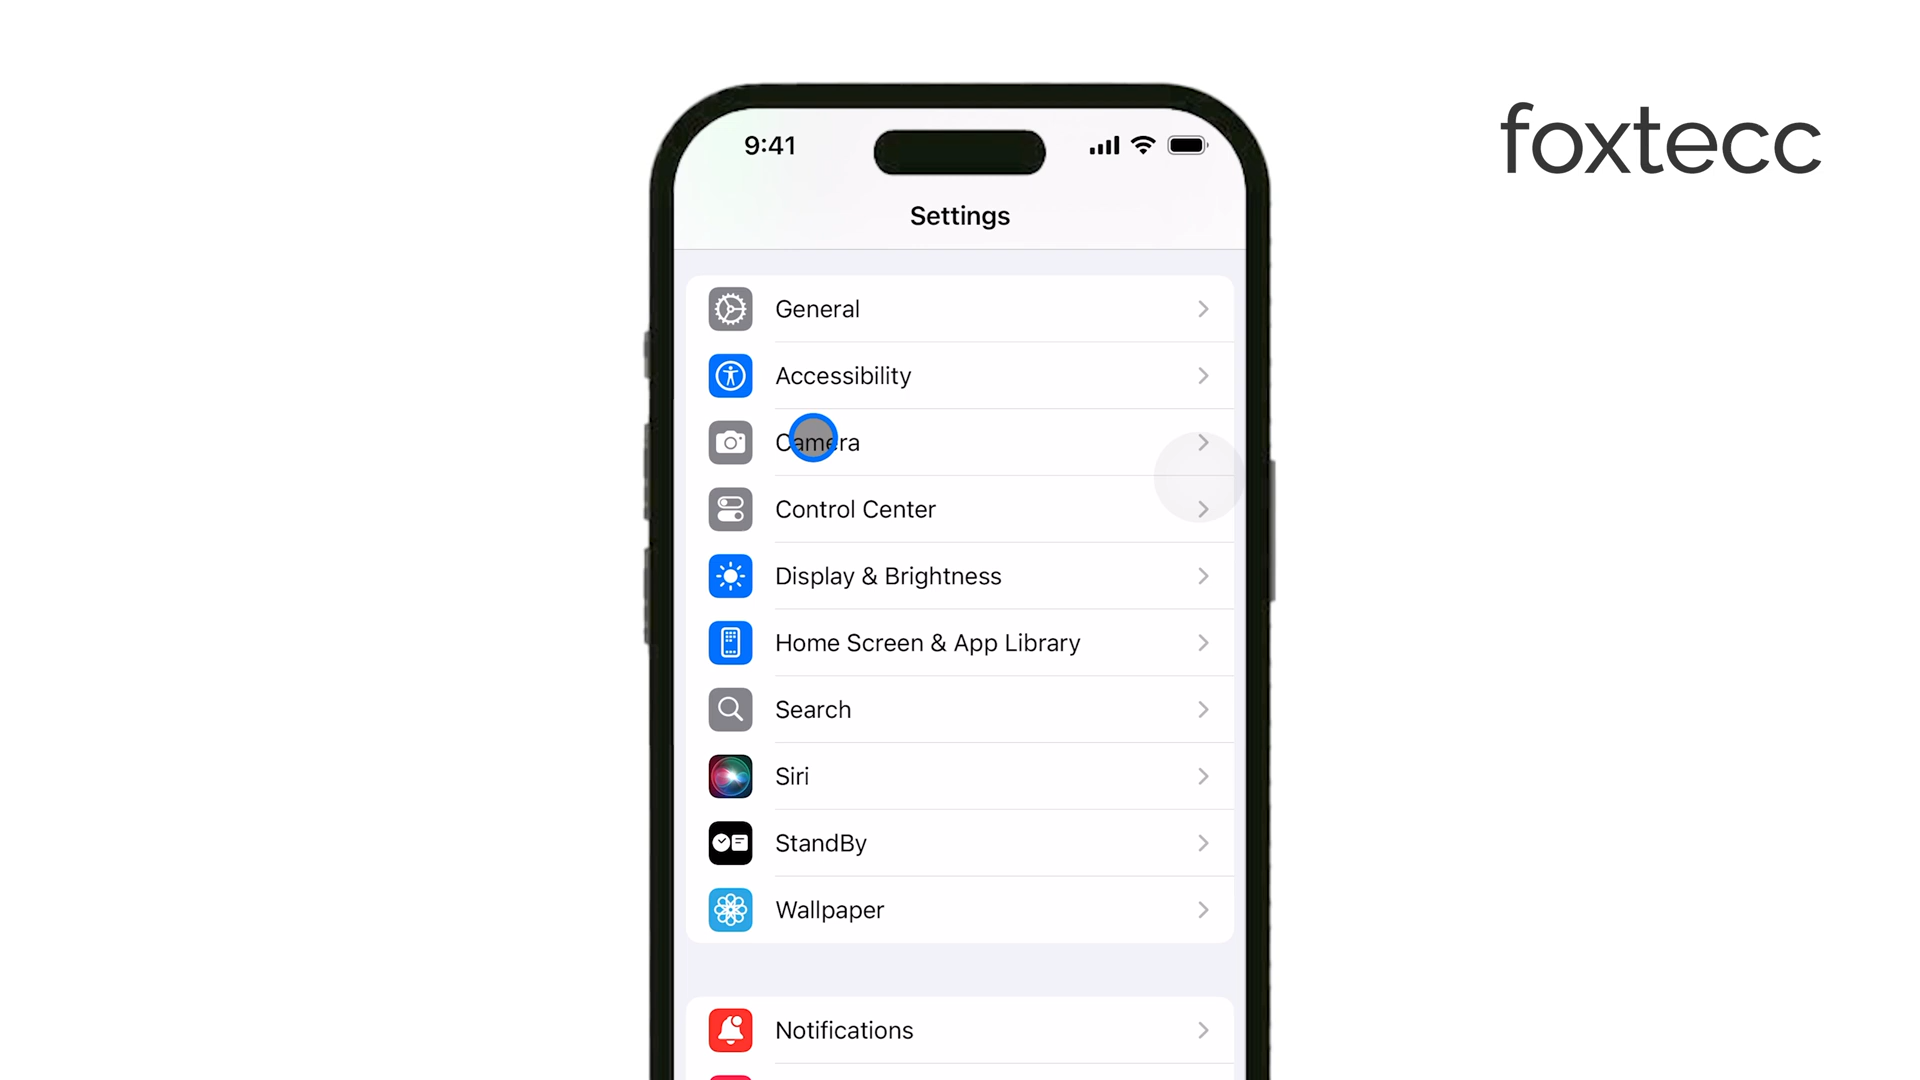 foxtecc
9:41
Settings
General
Accessibility
Camera
Control Center
Display & Brightness
Home Screen & App Library
Search
Siri
StandBy
Wallpaper
Notifications